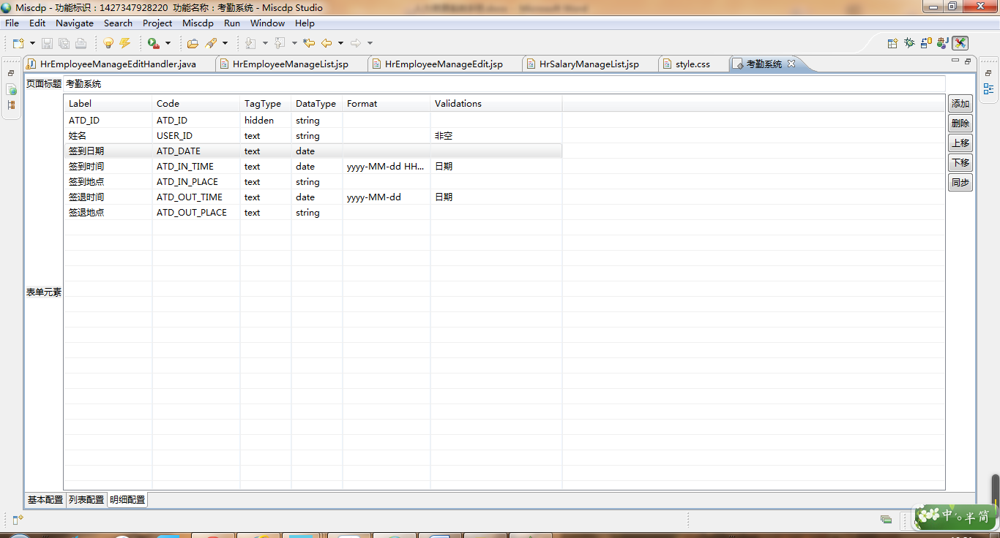 Miscdp - 功能标识：1427347928220 功能名称：考勤系统 - Miscdp Studio
File Edit Navigate Search Project Miscdp Run Window Help
HrEmployeeManageEditHandler.java HrEmployeeManageList.jsp HrEmployeeManageEdit.jsp HrSalaryManageList.jsp style.css 考勤系统
页面标题 考勤系统
Label Code TagType DataType Format Validations
添加
ATD_ID ATD_ID hidden string
删除
姓名 USER_ID text string 非空
上移
签到日期 ATD_DATE text date
下移
签到时间 ATD_IN_TIME text date yyyy-MM-dd HH... 日期
同步
签到地点 ATD_IN_PLACE text string
签退时间 ATD_OUT_TIME text date yyyy-MM-dd 日期
签退地点 ATD_OUT_PLACE text string
表单元素
基本配置 列表配置 明细配置
中 半 简